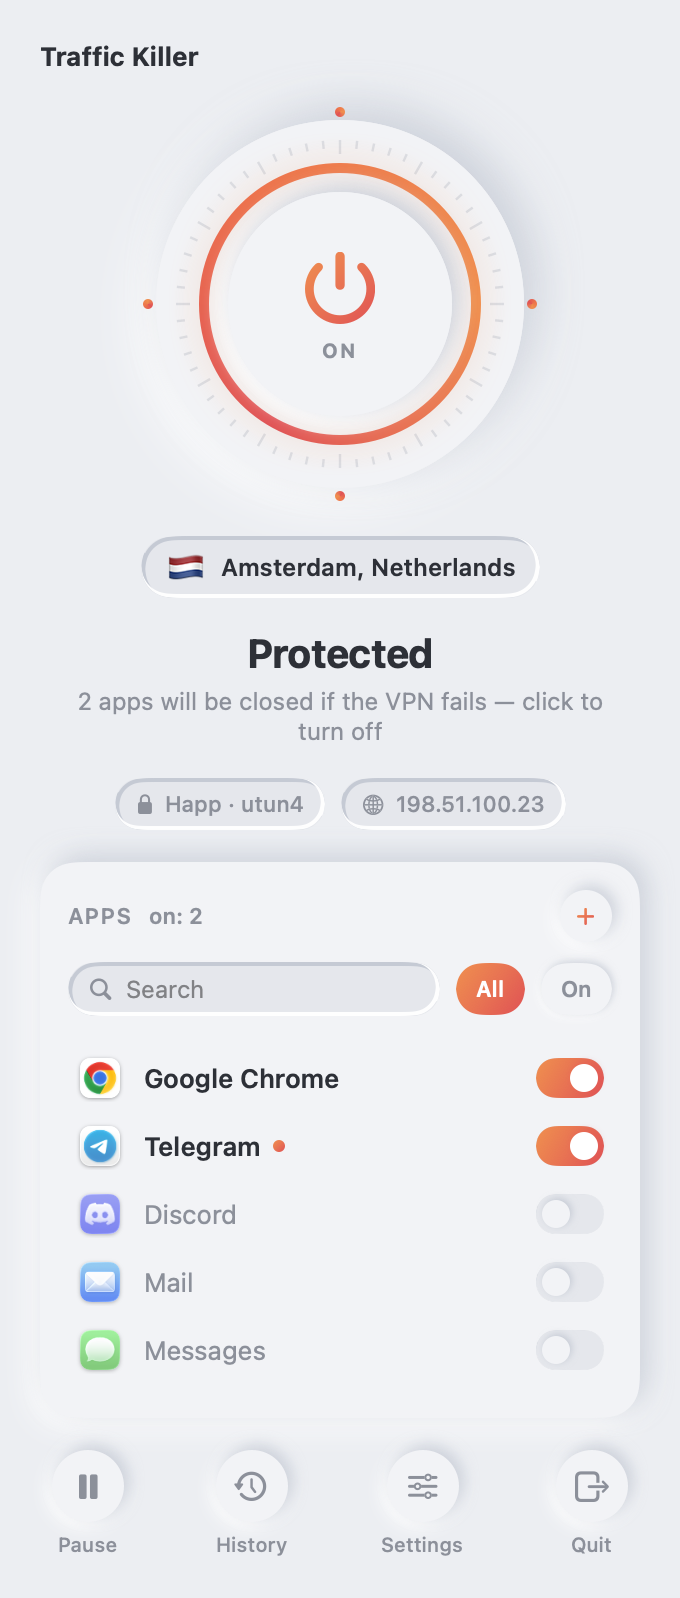 Traffic Killer
ON
Amsterdam, Netherlands
Protected
2 apps will be closed if the VPN fails — click to
turn off
Happ · utun4
198.51.100.23
APPS on: 2
+
Search
All
On
Google Chrome
Telegram
Discord
Mail
Messages
Pause
History
Settings
Quit